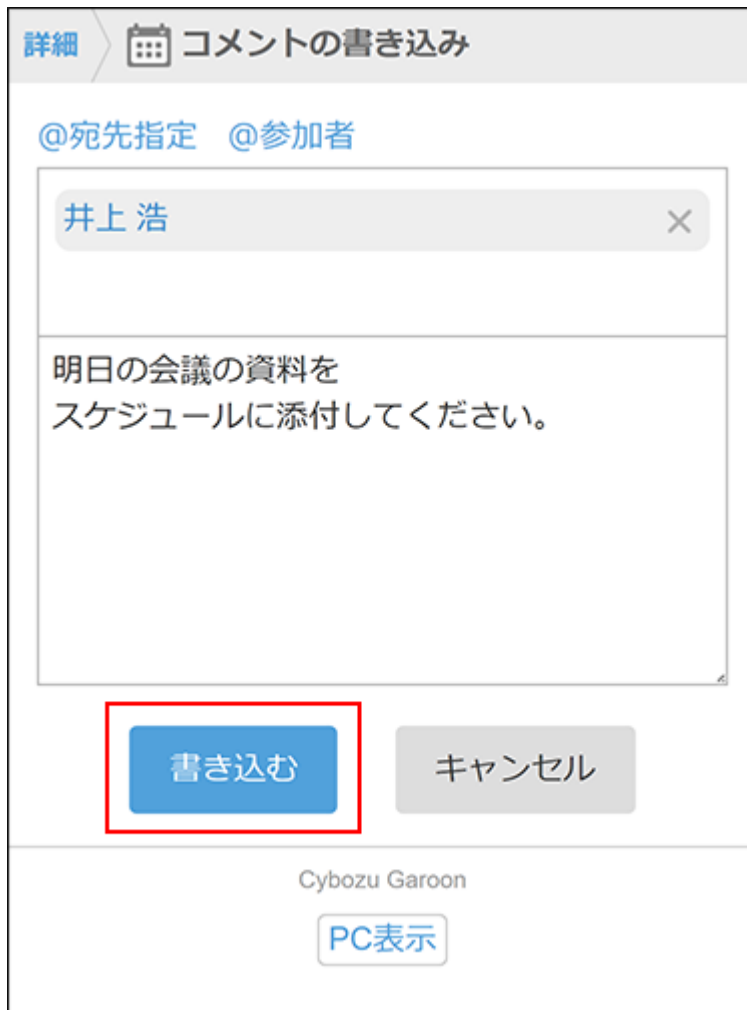 詳細 コメントの書き込み
@宛先指定 @参加者
井上 浩 ×
明日の会議の資料を
スケジュールに添付してください。
書き込む キャンセル
Cybozu Garoon
PC表示